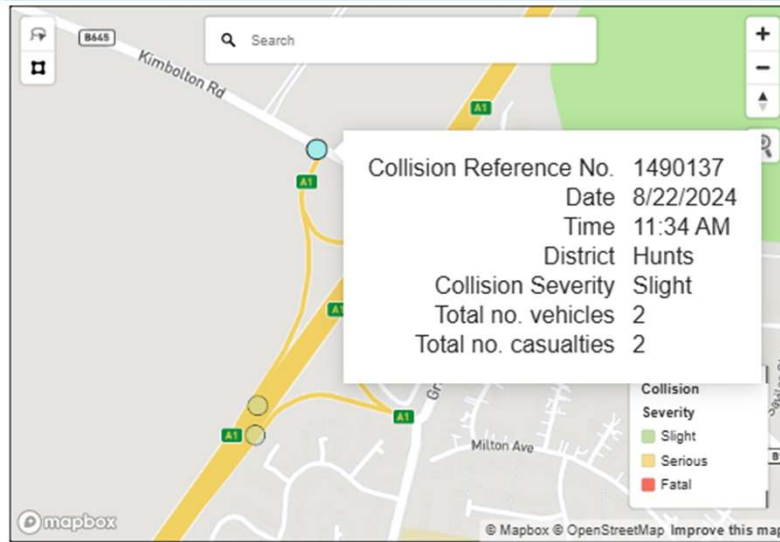 B645
Search
Kimbolton Rd
A1
A1
Collision Reference No. 1490137
Date 8/22/2024
Time 11:34 AM
District Hunts
Collision Severity Slight
Total no. vehicles 2
Total no. casualties 2
A1
Gr
A1
A1
Milton Ave
Collision
Severity
Slight
Serious
Fatal
B
mapbox
© Mapbox © OpenStreetMap Improve this map